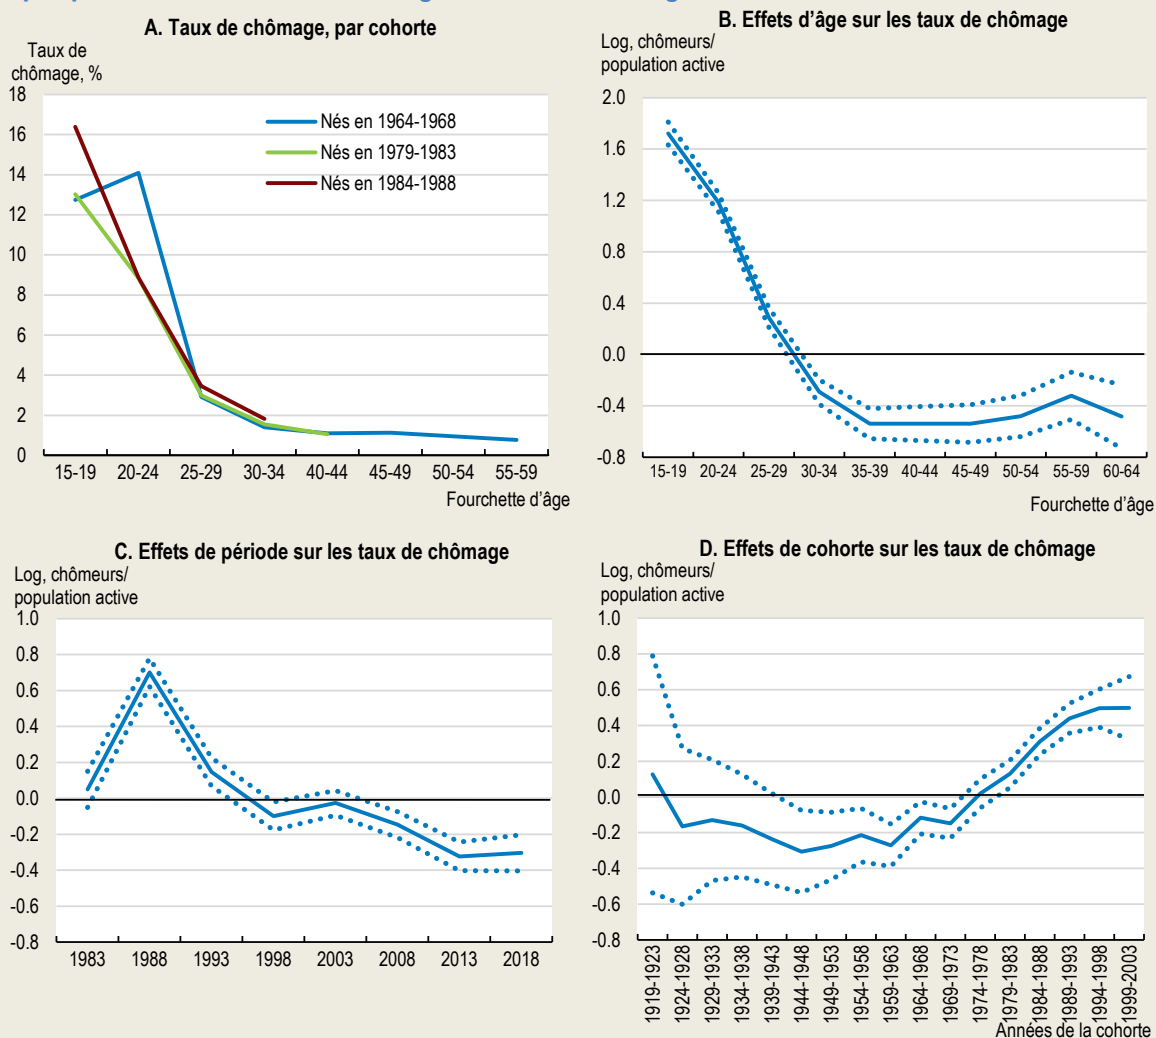 A. Taux de chômage, par cohorte
Taux de
chômage, %
18
16
14
12
10
8
6
4
2
0
Nés en 1964-1968
Nés en 1979-1983
Nés en 1984-1988
15-19 20-24 25-29 30-34 40-44 45-49 50-54 55-59
Fourchette d’âge
B. Effets d’âge sur les taux de chômage
Log, chômeurs/
population active
2.0
1.6
1.2
0.8
0.4
0.0
-0.4
-0.8
15-19 20-24 25-29 30-34 35-39 40-44 45-49 50-54 55-59 60-64
Fourchette d’âge
C. Effets de période sur les taux de chômage
Log, chômeurs/
population active
1.0
0.8
0.6
0.4
0.2
0.0
-0.2
-0.4
-0.6
-0.8
1983 1988 1993 1998 2003 2008 2013 2018
D. Effets de cohorte sur les taux de chômage
Log, chômeurs/
population active
1.0
0.8
0.6
0.4
0.2
0.0
-0.2
-0.4
-0.6
-0.8
1919-1923
1924-1928
1929-1933
1934-1938
1939-1943
1944-1948
1949-1953
1954-1958
1959-1963
1964-1968
1969-1973
1974-1978
1979-1983
1984-1988
1989-1993
1994-1998
1999-2003
Années de la cohorte